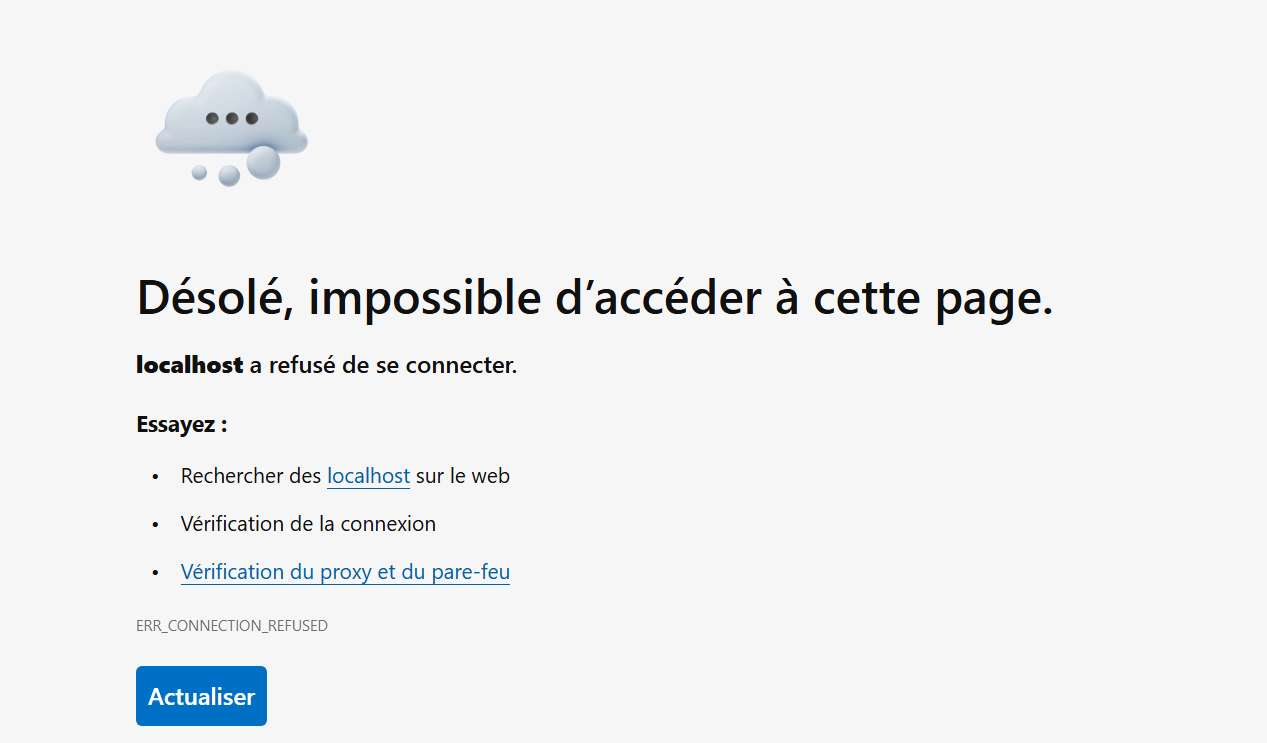 Désolé, impossible d’accéder à cette page.
localhost a refusé de se connecter.
Essayez :
• Rechercher des localhost sur le web
• Vérification de la connexion
• Vérification du proxy et du pare-feu
ERR_CONNECTION_REFUSED
Actualiser